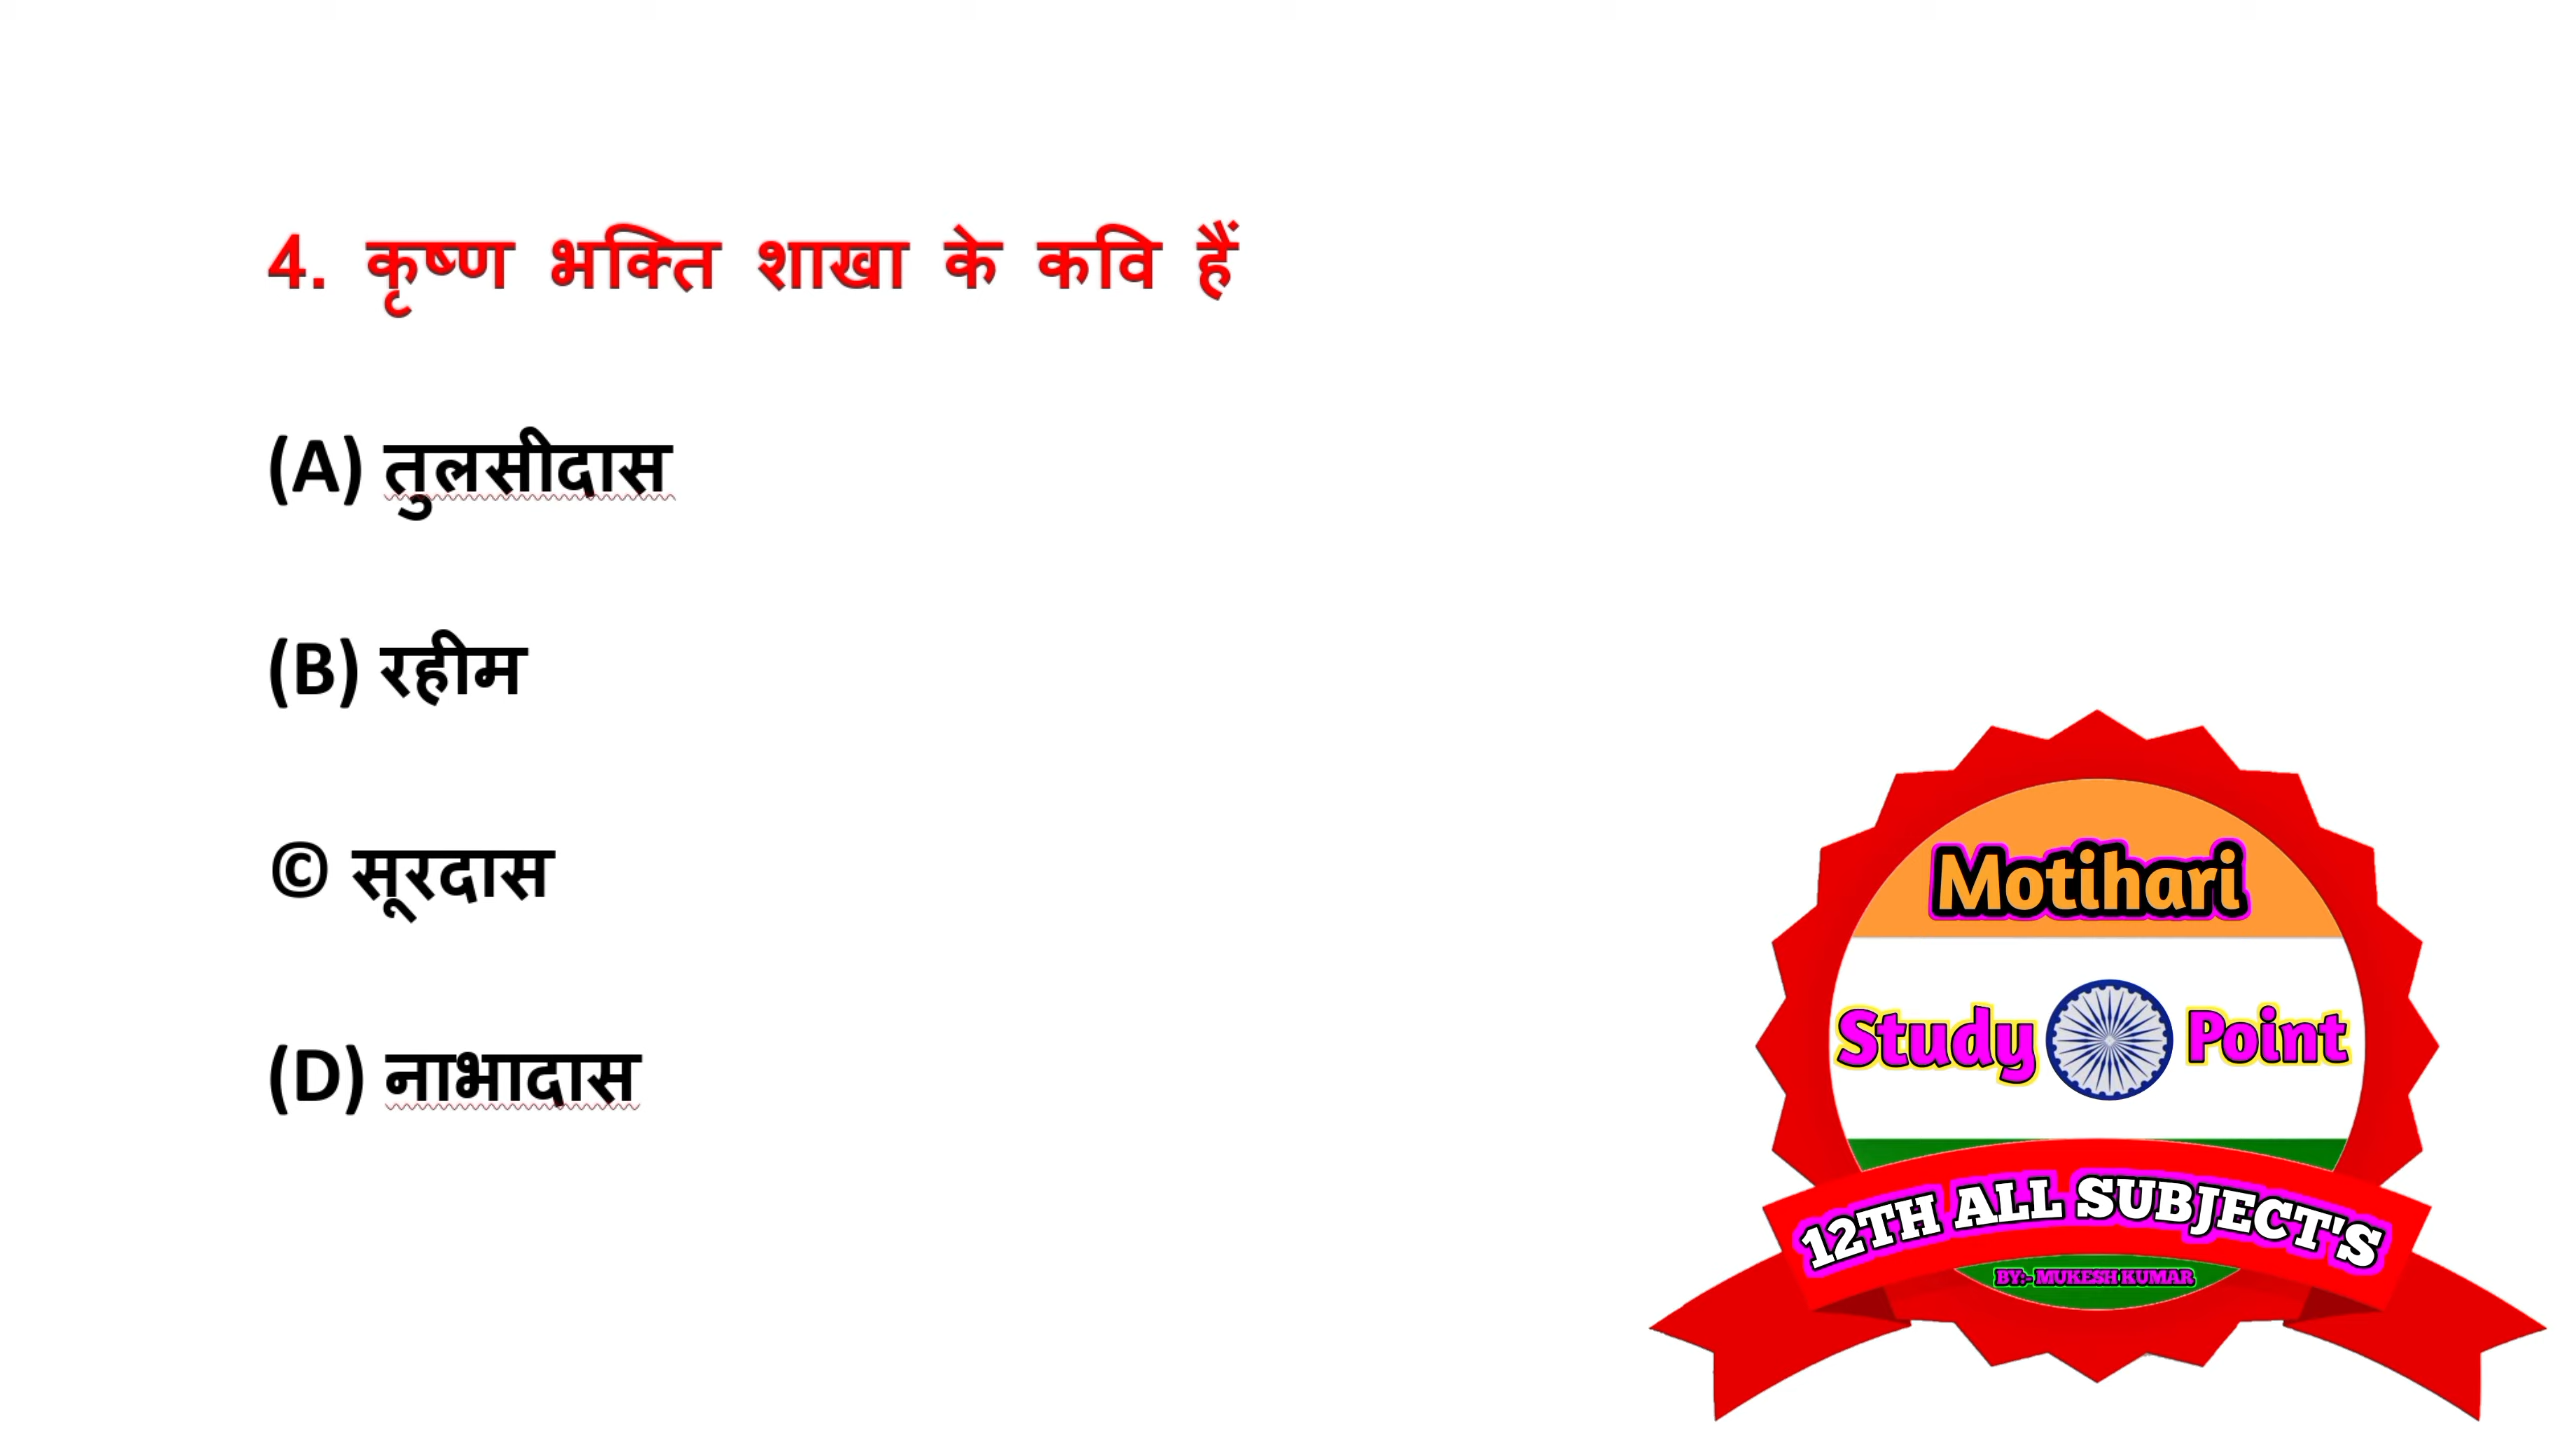 4. कृष्ण भक्ति शाखा के कवि हैं
(A) तुलसीदास
(B) रहीम
© सूरदास
(D) नाभादास
Motihari
Study Point
12TH ALL SUBJECT'S
BY:- MUKESH KUMAR